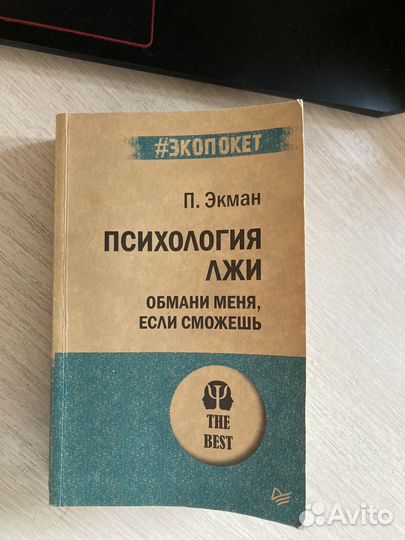 #ЭКОПОКЕТ
П. Экман
ПСИХОЛОГИЯ
ЛЖИ
ОБМАНИ МЕНЯ,
ЕСЛИ СМОЖЕШЬ
Ψ
THE
BEST
Avito